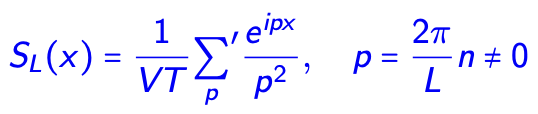 S_L(x) = \frac{1}{VT} \sum_p' \frac{e^{ipx}}{p^2}, \quad p = \frac{2\pi}{L} n \neq 0